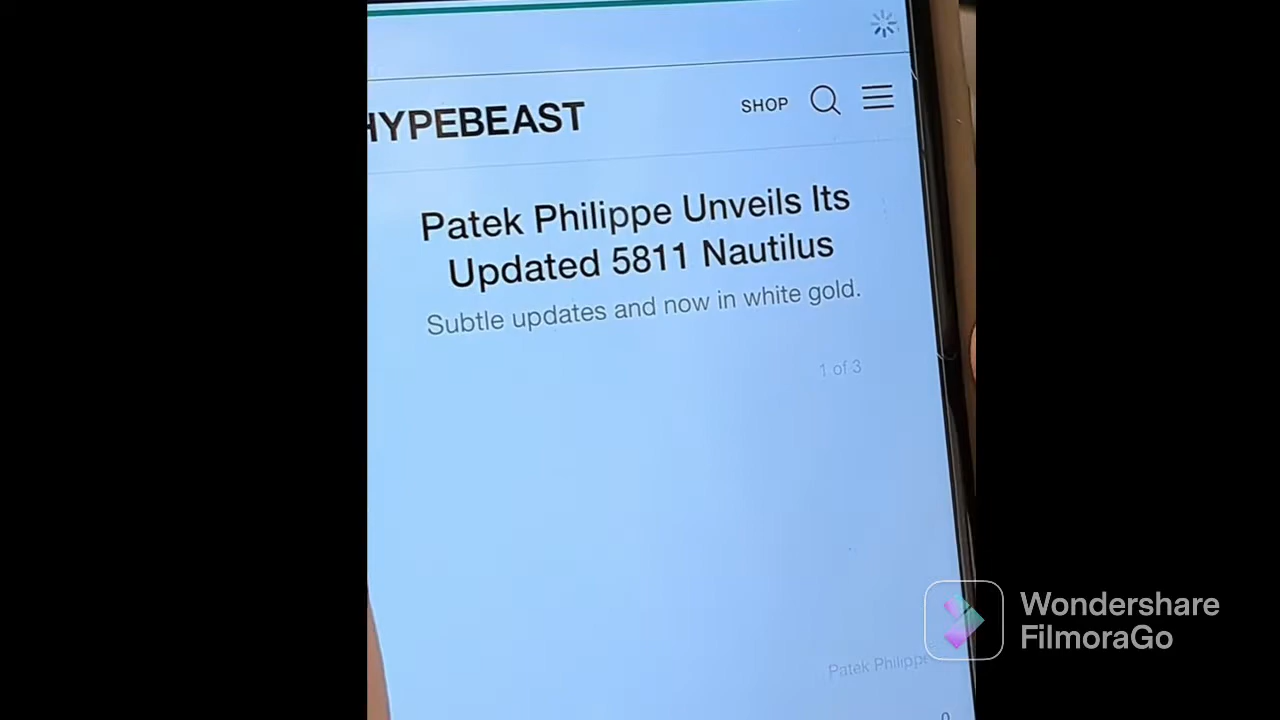 HYPEBEAST
SHOP
Patek Philippe Unveils Its
Updated 5811 Nautilus
Subtle updates and now in white gold.
1 of 3
Patek Philippe
Wondershare
FilmoraGo